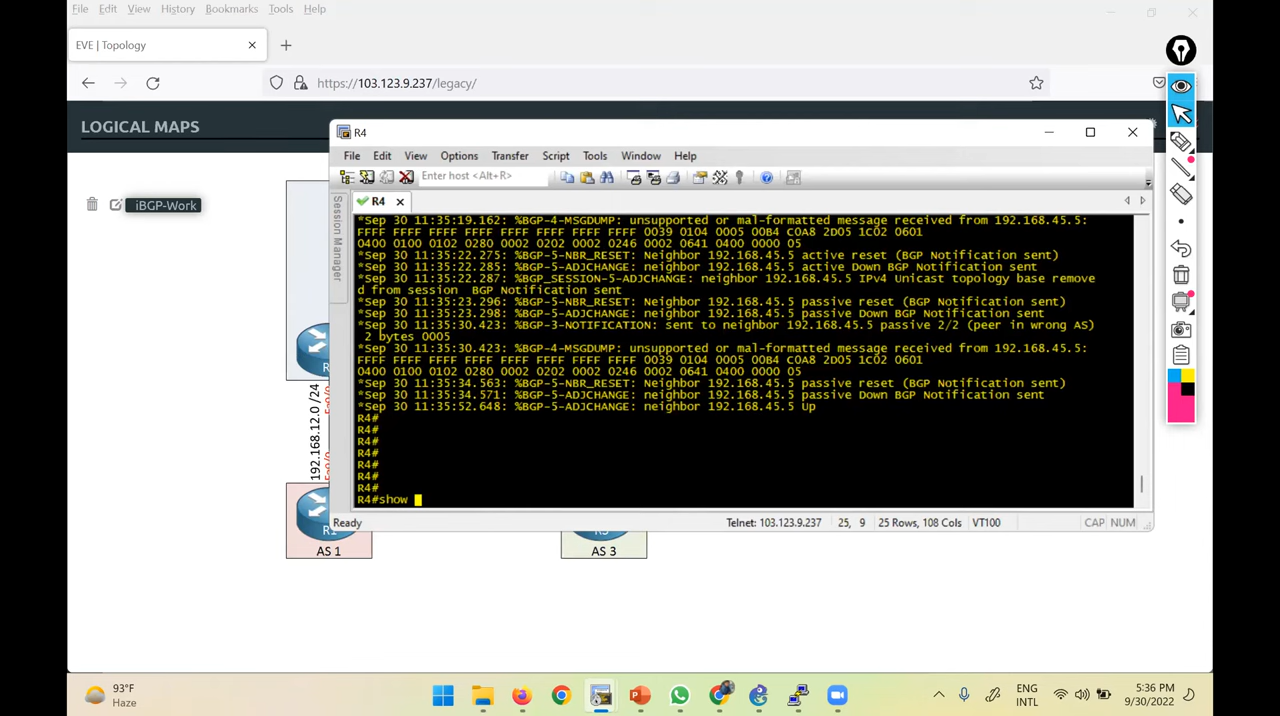 File Edit View History Bookmarks Tools Help
EVE | Topology
https://103.123.9.237/legacy/
LOGICAL MAPS
R4
File Edit View Options Transfer Script Tools Window Help
Enter host <Alt+R>
iBGP-Work
R4
Session Manager
*Sep 30 11:35:19.162: %BGP-4-MSGDUMP: unsupported or mal-formatted message received from 192.168.45.5:
FFFF FFFF FFFF FFFF FFFF FFFF FFFF FFFF 0039 0104 0005 00B4 C0A8 2D05 1C02 0601
0400 0100 0102 0280 0002 0202 0002 0246 0002 0641 0400 0000 05
*Sep 30 11:35:22.275: %BGP-5-NBR_RESET: Neighbor 192.168.45.5 active reset (BGP Notification sent)
*Sep 30 11:35:22.285: %BGP-5-ADJCHANGE: neighbor 192.168.45.5 active Down BGP Notification sent
*Sep 30 11:35:22.287: %BGP_SESSION-5-ADJCHANGE: neighbor 192.168.45.5 IPv4 Unicast topology base remove
d from session  BGP Notification sent
*Sep 30 11:35:23.296: %BGP-5-NBR_RESET: Neighbor 192.168.45.5 passive reset (BGP Notification sent)
*Sep 30 11:35:23.298: %BGP-5-ADJCHANGE: neighbor 192.168.45.5 passive Down BGP Notification sent
*Sep 30 11:35:30.423: %BGP-3-NOTIFICATION: sent to neighbor 192.168.45.5 passive 2/2 (peer in wrong AS)
2 bytes 0005
*Sep 30 11:35:30.423: %BGP-4-MSGDUMP: unsupported or mal-formatted message received from 192.168.45.5:
FFFF FFFF FFFF FFFF FFFF FFFF FFFF FFFF 0039 0104 0005 00B4 C0A8 2D05 1C02 0601
0400 0100 0102 0280 0002 0202 0002 0246 0002 0641 0400 0000 05
*Sep 30 11:35:34.563: %BGP-5-NBR_RESET: Neighbor 192.168.45.5 passive reset (BGP Notification sent)
*Sep 30 11:35:34.571: %BGP-5-ADJCHANGE: neighbor 192.168.45.5 passive Down BGP Notification sent
*Sep 30 11:35:52.648: %BGP-5-ADJCHANGE: neighbor 192.168.45.5 Up
R4#
R4#
R4#
R4#
R4#
R4#
R4#
R4#show
192.168.12.0 /24
Ready
Telnet: 103.123.9.237 25, 9 25 Rows, 108 Cols VT100 CAP NUM
AS 1
AS 3
93°F
Haze
ENG
INTL
5:36 PM
9/30/2022